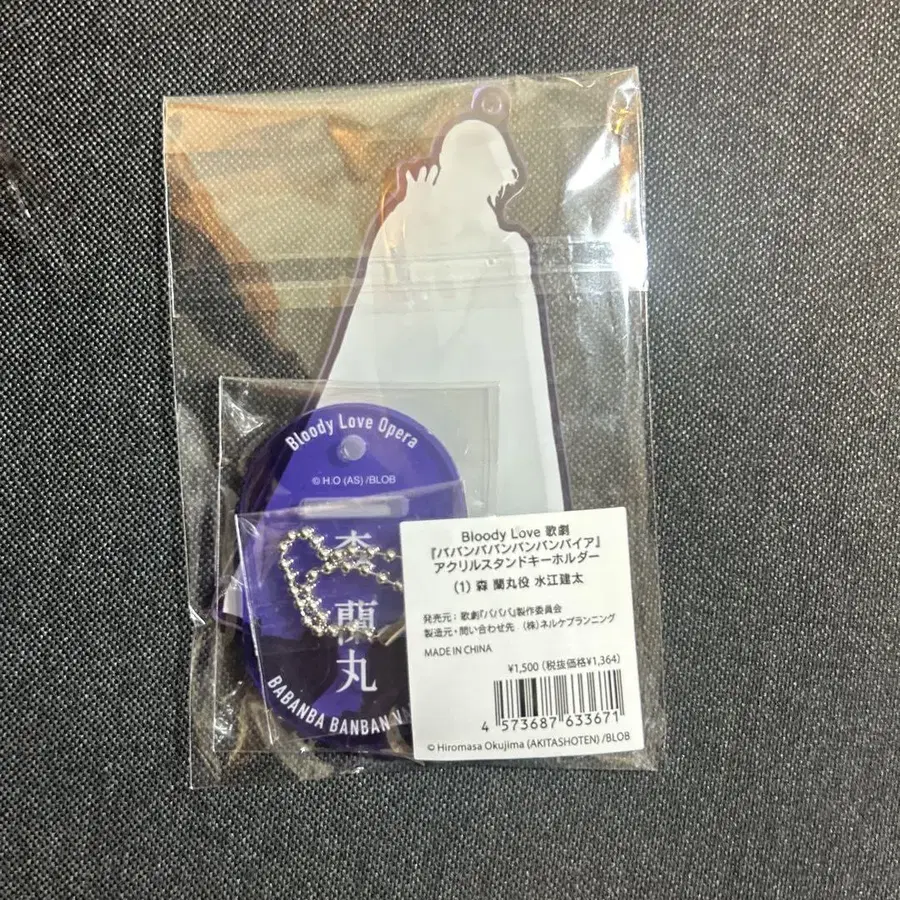 Bloody Love Opera
© H.O (AS) /BLOB
森
蘭丸
BABANBA BANBAN
Bloody Love 歌劇
『ババンババンバンバンパイア』
アクリルスタンドキーホルダー
(1) 森 蘭丸役 水江建太
発売元：歌劇『バババ』製作委員会
製造元・問い合わせ先 (株)ネルケプランニング
MADE IN CHINA
¥1,500 (税抜価格¥1,364)
4 573687 633671
© Hiromasa Okujima (AKITASHOTEN) /BLOB